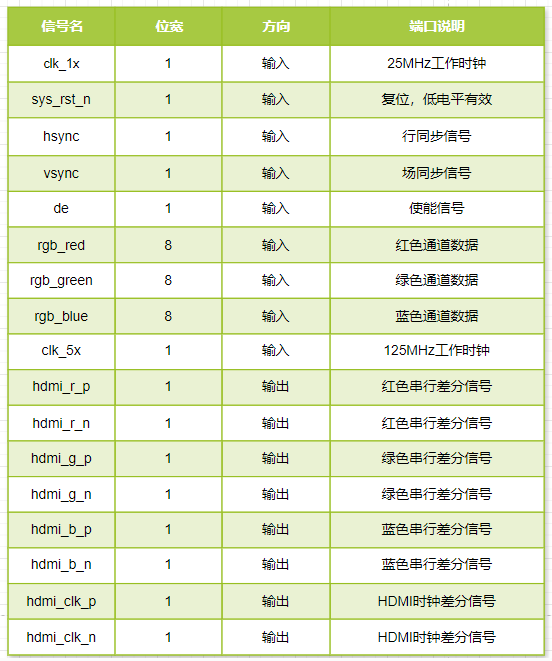 信号名 位宽 方向 端口说明
clk_1x 1 输入 25MHz工作时钟
sys_rst_n 1 输入 复位，低电平有效
hsync 1 输入 行同步信号
vsync 1 输入 场同步信号
de 1 输入 使能信号
rgb_red 8 输入 红色通道数据
rgb_green 8 输入 绿色通道数据
rgb_blue 8 输入 蓝色通道数据
clk_5x 1 输入 125MHz工作时钟
hdmi_r_p 1 输出 红色串行差分信号
hdmi_r_n 1 输出 红色串行差分信号
hdmi_g_p 1 输出 绿色串行差分信号
hdmi_g_n 1 输出 绿色串行差分信号
hdmi_b_p 1 输出 蓝色串行差分信号
hdmi_b_n 1 输出 蓝色串行差分信号
hdmi_clk_p 1 输出 HDMI时钟差分信号
hdmi_clk_n 1 输出 HDMI时钟差分信号